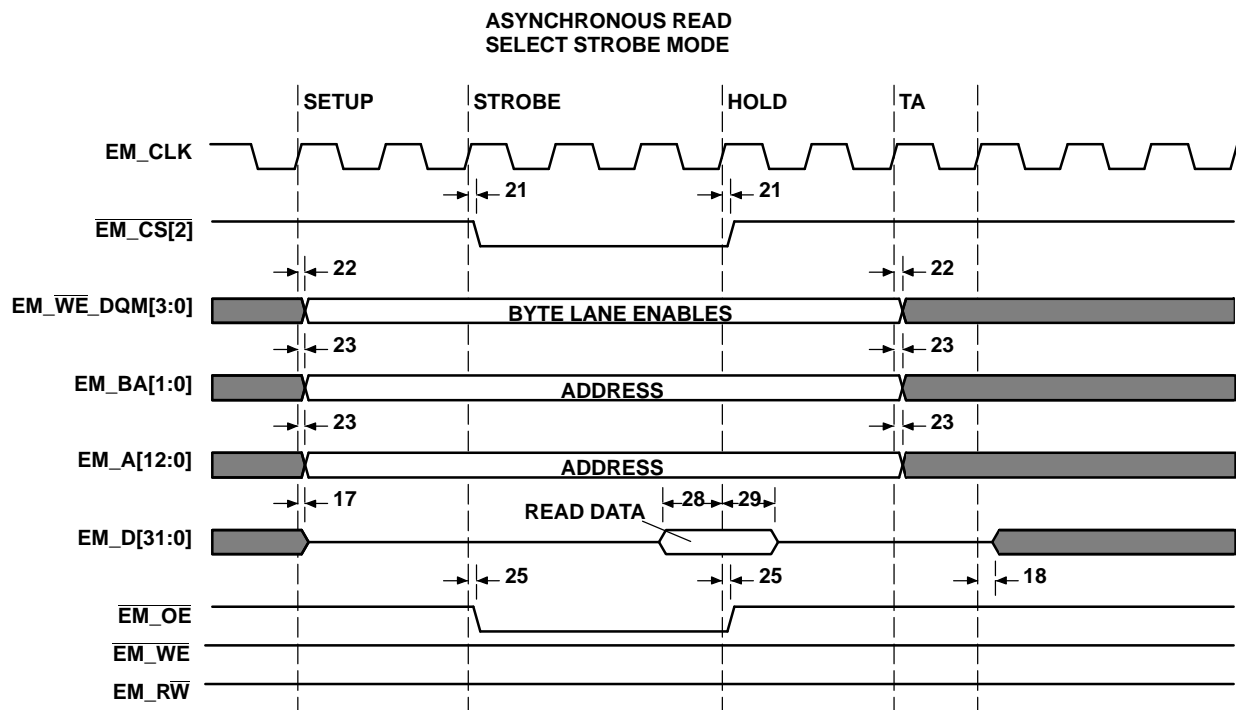 ASYNCHRONOUS READ
SELECT STROBE MODE
SETUP STROBE HOLD TA
EM_CLK
21 21
EM_CS[2]
22 22
EM_WE_DQM[3:0] BYTE LANE ENABLES
23 23
EM_BA[1:0] ADDRESS
23 23
EM_A[12:0] ADDRESS
17 28 29
READ DATA
EM_D[31:0]
25 25 18
EM_OE
EM_WE
EM_RW